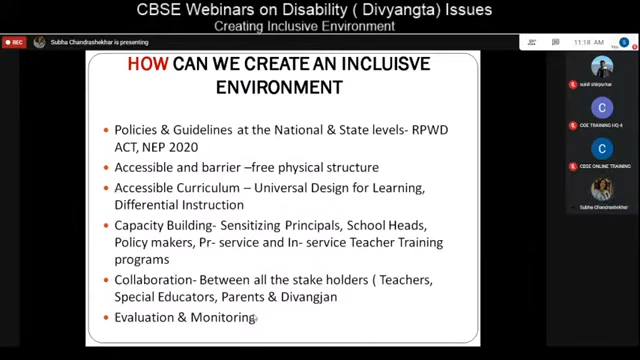 CBSE Webinars on Disability ( Divyangta ) Issues
Creating Inclusive Environment
REC
Subha Chandrashekhar is presenting
11:18 AM
You
HOW CAN WE CREATE AN INCLUISVE
ENVIRONMENT
• Policies & Guidelines at the National & State levels- RPWD
ACT, NEP 2020
• Accessible and barrier –free physical structure
• Accessible Curriculum – Universal Design for Learning,
Differential Instruction
• Capacity Building- Sensitizing Principals, School Heads,
Policy makers, Pr- service and In- service Teacher Training
programs
• Collaboration- Between all the stake holders ( Teachers,
Special Educators, Parents & Divangjan
• Evaluation & Monitoring
sunil shirpurkar
C
COE TRAINING HQ 4
C
CBSE ONLINE TRAINING
Subha Chandrashekhar